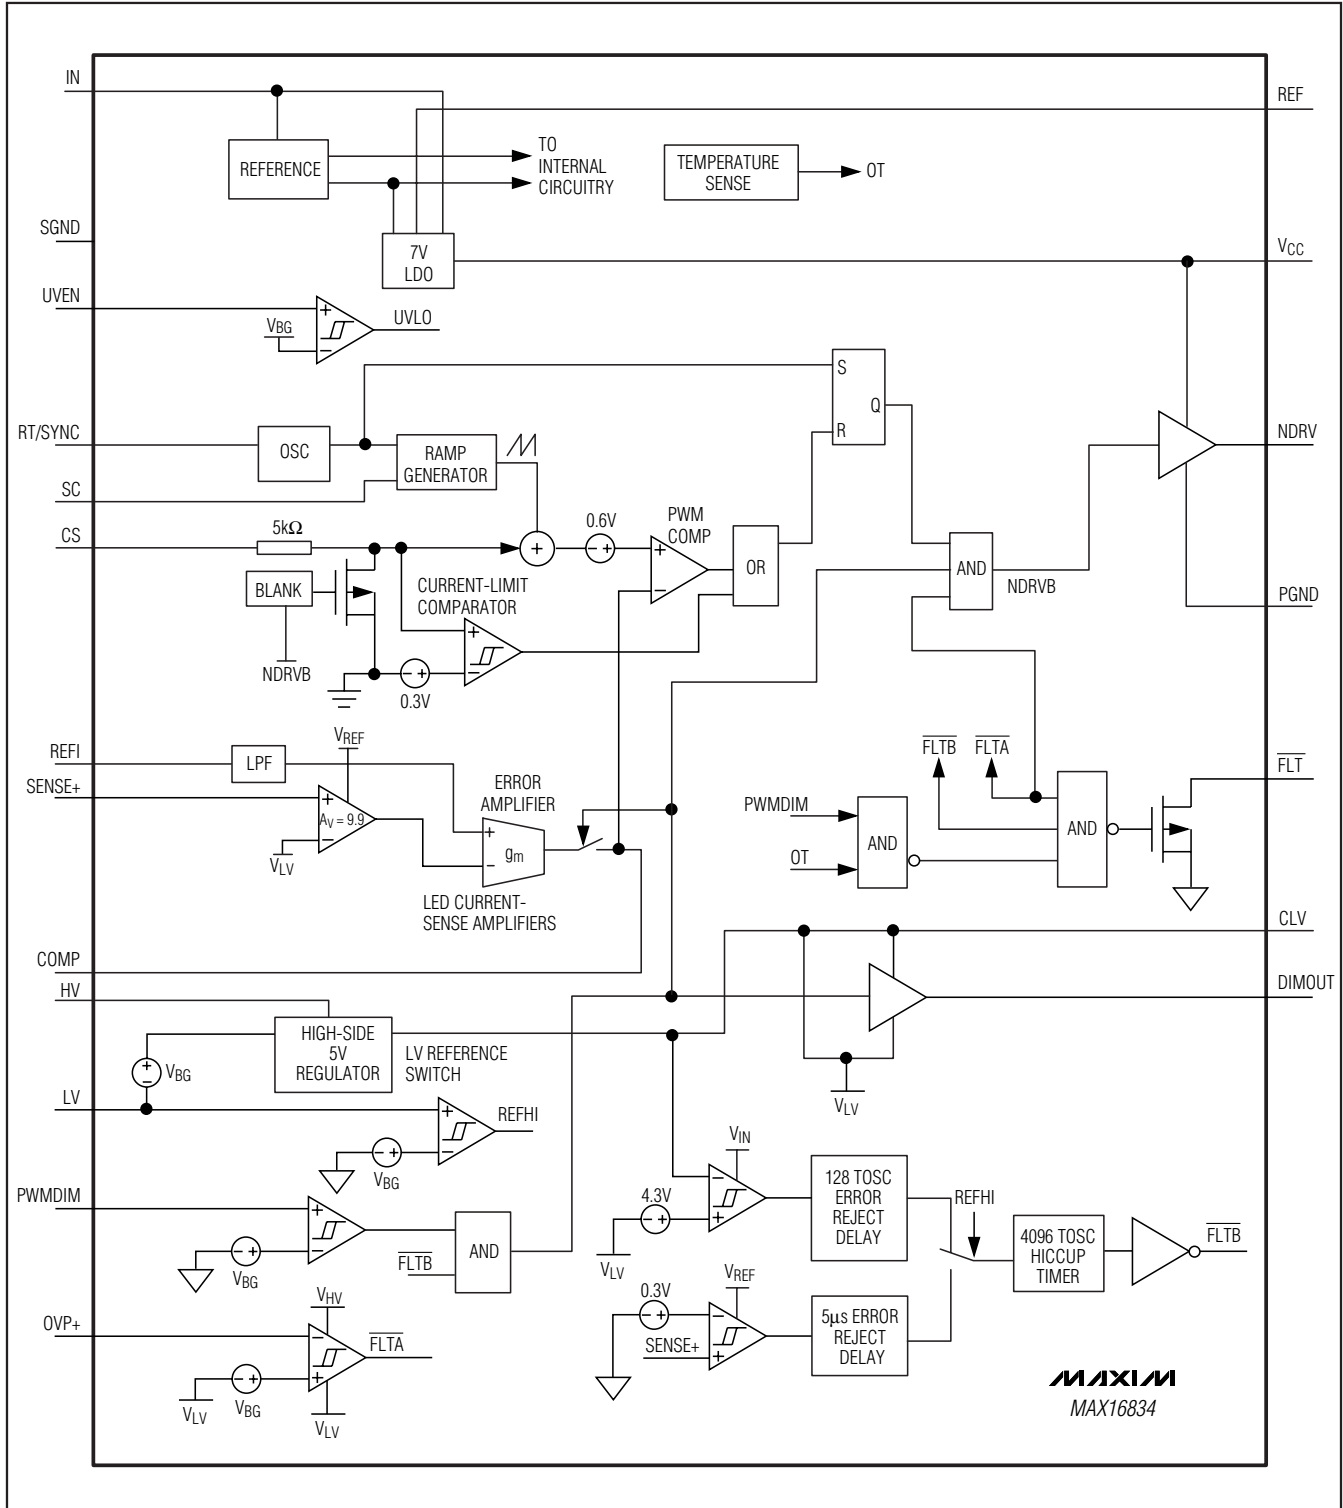 IN
REF
REFERENCE
TO
INTERNAL
CIRCUITRY
TEMPERATURE
SENSE
OT
SGND
7V
LDO
VCC
UVEN
VBG
UVLO
S
Q
R
RT/SYNC
OSC
RAMP
GENERATOR
NDRV
SC
CS
5kΩ
+
0.6V
- +
PWM
COMP
+
-
OR
AND
NDRVB
BLANK
CURRENT-LIMIT
COMPARATOR
PGND
NDRVB
0.3V
REFI
LPF
VREF
SENSE+
AV = 9.9
VLV
ERROR
AMPLIFIER
gm
LED CURRENT-
SENSE AMPLIFIERS
FLTB
FLTA
FLT
PWMDIM
AND
OT
AND
CLV
COMP
HV
DIMOUT
HIGH-SIDE
5V
REGULATOR
LV REFERENCE
SWITCH
VBG
LV
REFHI
VBG
VLV
PWMDIM
VBG
FLTB
AND
VIN
4.3V
VLV
128 TOSC
ERROR
REJECT
DELAY
REFHI
4096 TOSC
HICCUP
TIMER
FLTB
OVP+
VHV
FLTA
VBG
VLV
VLV
VREF
0.3V
SENSE+
5µs ERROR
REJECT
DELAY
MAXIM
MAX16834